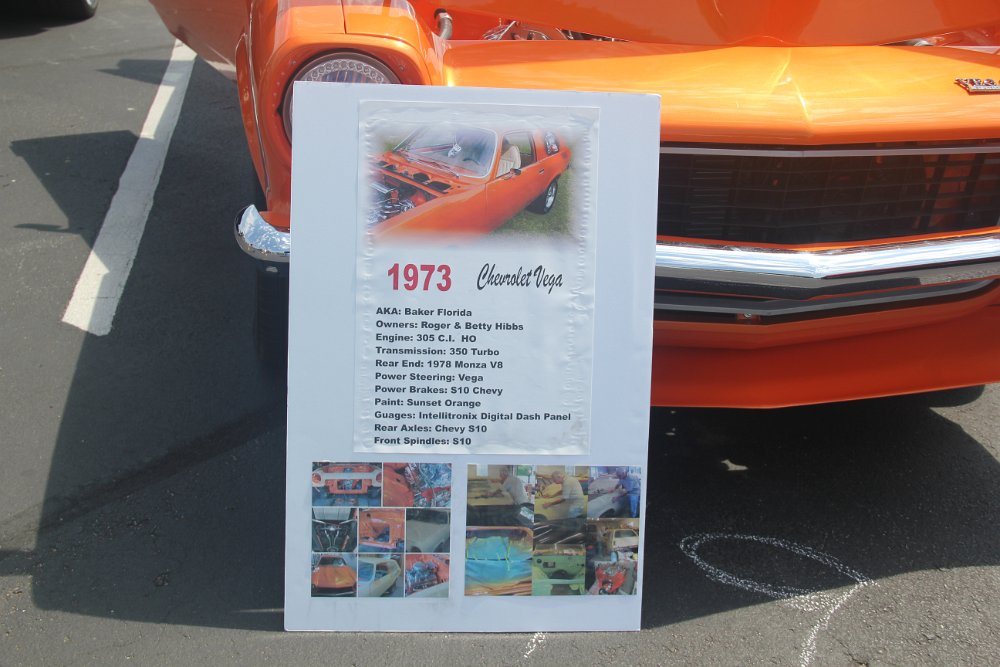 1973 Chevrolet Vega
AKA: Baker Florida
Owners: Roger & Betty Hibbs
Engine: 305 C.I. HO
Transmission: 350 Turbo
Rear End: 1978 Monza V8
Power Steering: Vega
Power Brakes: S10 Chevy
Paint: Sunset Orange
Guages: Intellitronix Digital Dash Panel
Rear Axles: Chevy S10
Front Spindles: S10